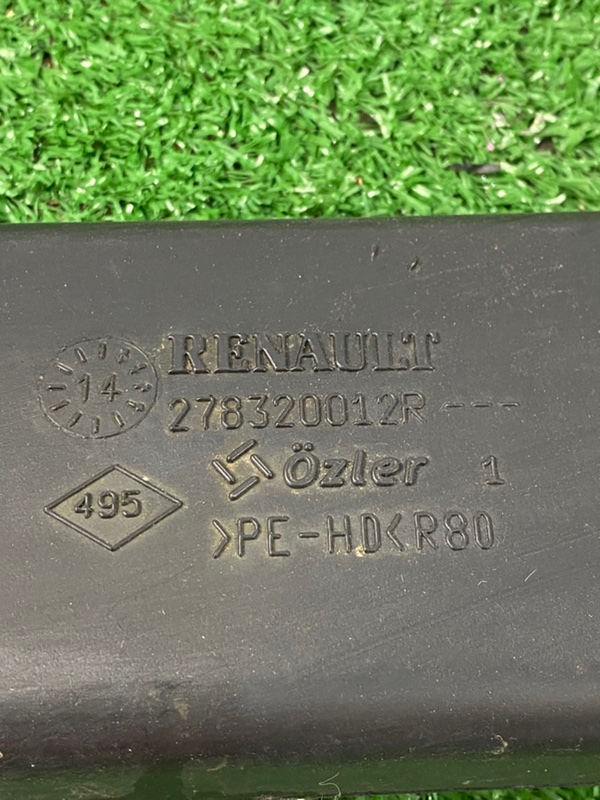 RENAULT
14
278320012R ---
Özler 1
495
>PE-HD<R80